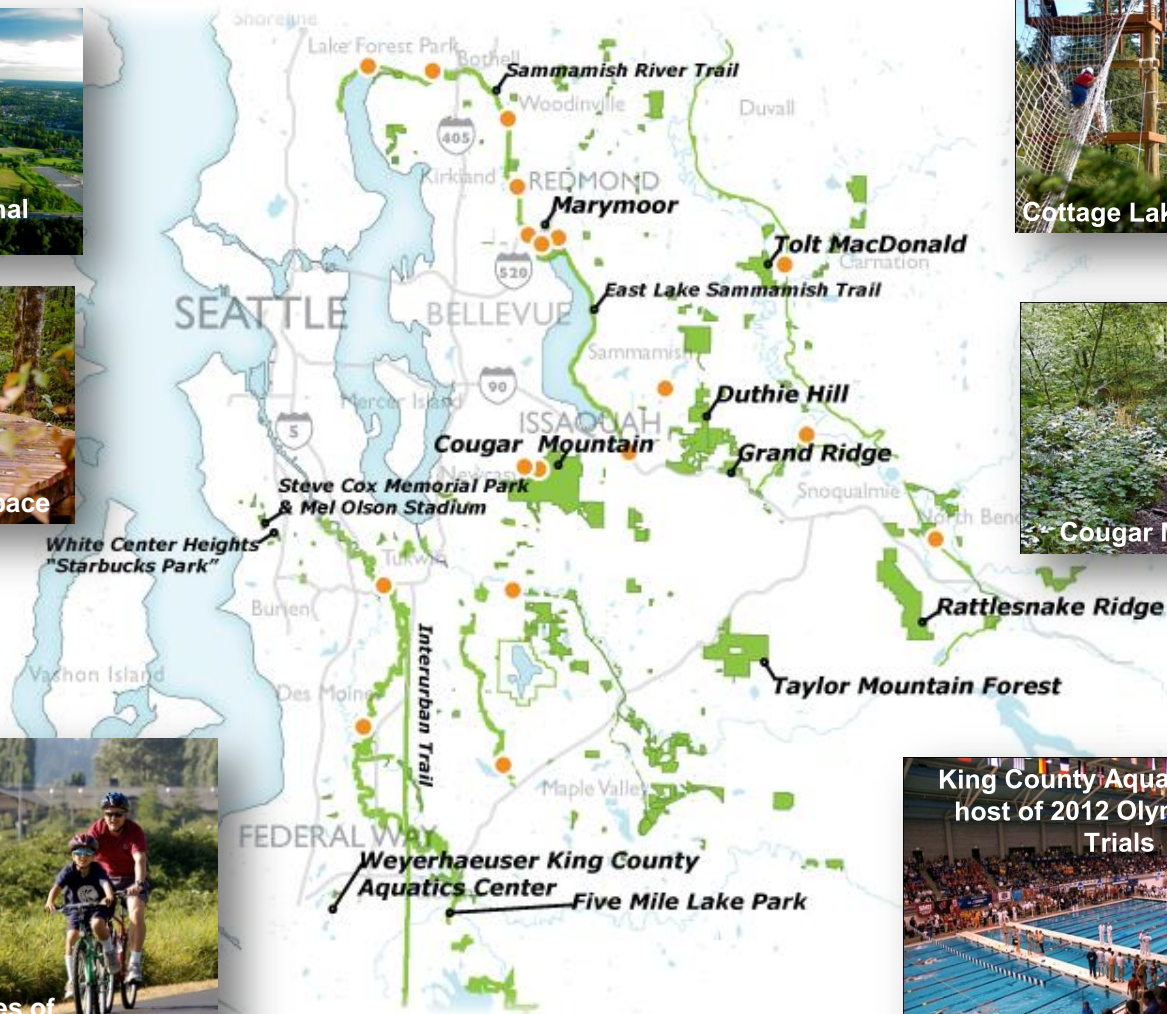 Shoreline
Lake Forest Park
Bothell
Sammamish River Trail
Woodinville
Duvall
405
Kirkland
REDMOND
Marymoor
Tolt MacDonald
Carnation
520
East Lake Sammamish Trail
SEATTLE
BELLEVUE
Sammamish
90
Mercer Island
Duthie Hill
5
ISSAQUAH
Cougar Mountain
Grand Ridge
Steve Cox Memorial Park
& Mel Olson Stadium
Snoqualmie
North Bend
White Center Heights
"Starbucks Park"
Tukwila
Burien
Rattlesnake Ridge
Interurban Trail
Vashon Island
Des Moines
Taylor Mountain Forest
Maple Valley
FEDERAL WAY
Weyerhaeuser King County
Aquatics Center
Five Mile Lake Park
Cottage Lak
Cougar
King County Aqua
host of 2012 Olym
Trials
nal
pace
es of